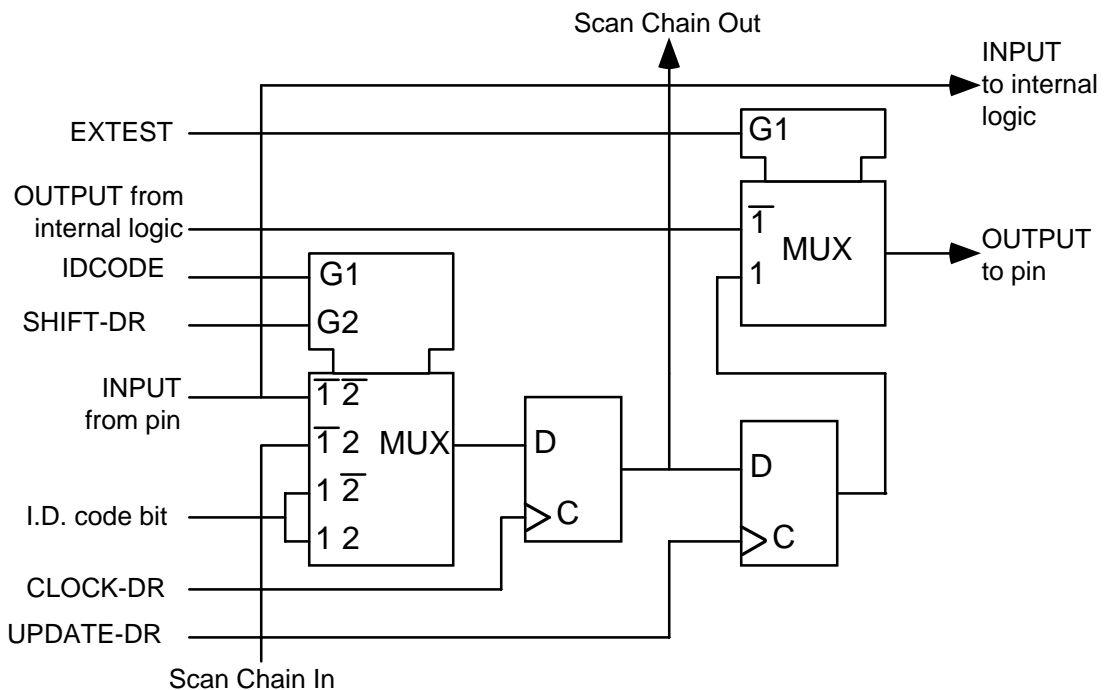 Scan Chain Out
INPUT
to internal
logic
EXTEST
G1
OUTPUT from
internal logic
1
MUX
1
OUTPUT
to pin
IDCODE
G1
SHIFT-DR
G2
INPUT
from pin
1 2
1 2
MUX
1 2
1 2
D
C
D
C
I.D. code bit
CLOCK-DR
UPDATE-DR
Scan Chain In